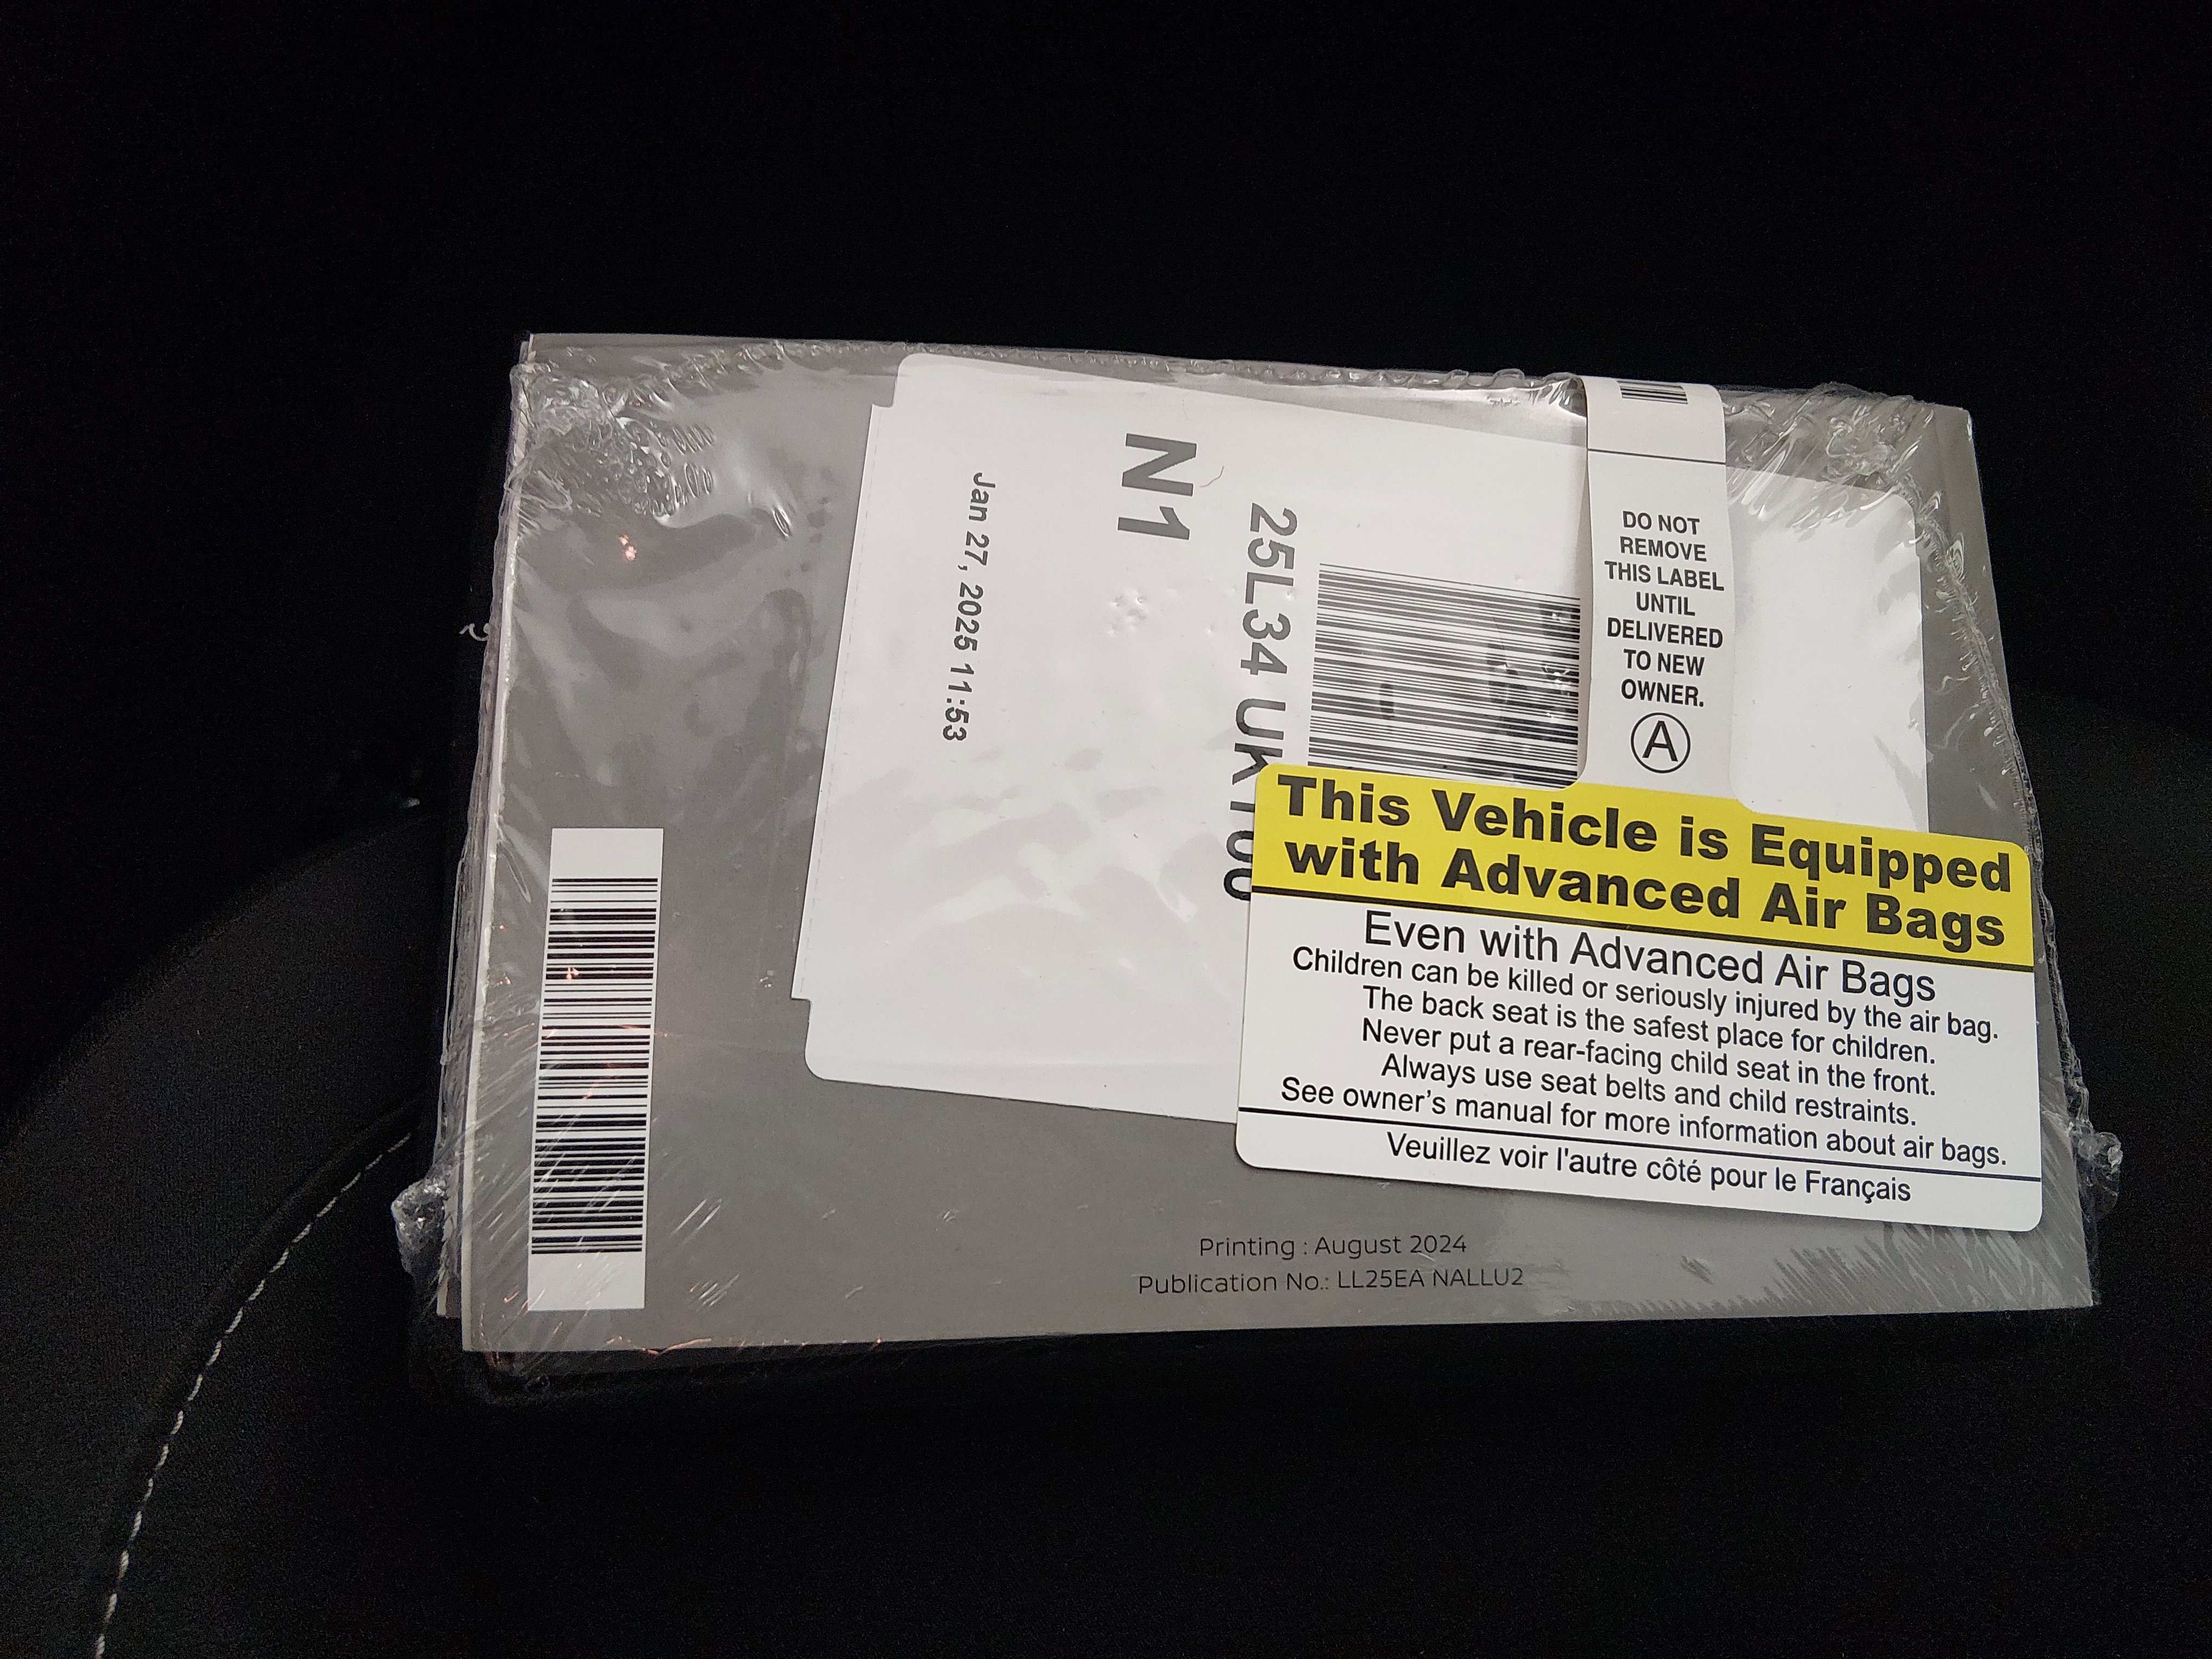 N1
Jan 27, 2025 11:53
25L34
DO NOT
REMOVE
THIS LABEL
UNTIL
DELIVERED
TO NEW
OWNER.
A
This Vehicle is Equipped
with Advanced Air Bags
Even with Advanced Air Bags
Children can be killed or seriously injured by the air bag.
The back seat is the safest place for children.
Never put a rear-facing child seat in the front.
Always use seat belts and child restraints.
See owner's manual for more information about air bags.
Veuillez voir l'autre côté pour le Français
Printing : August 2024
Publication No.: LL25EA NALLU2